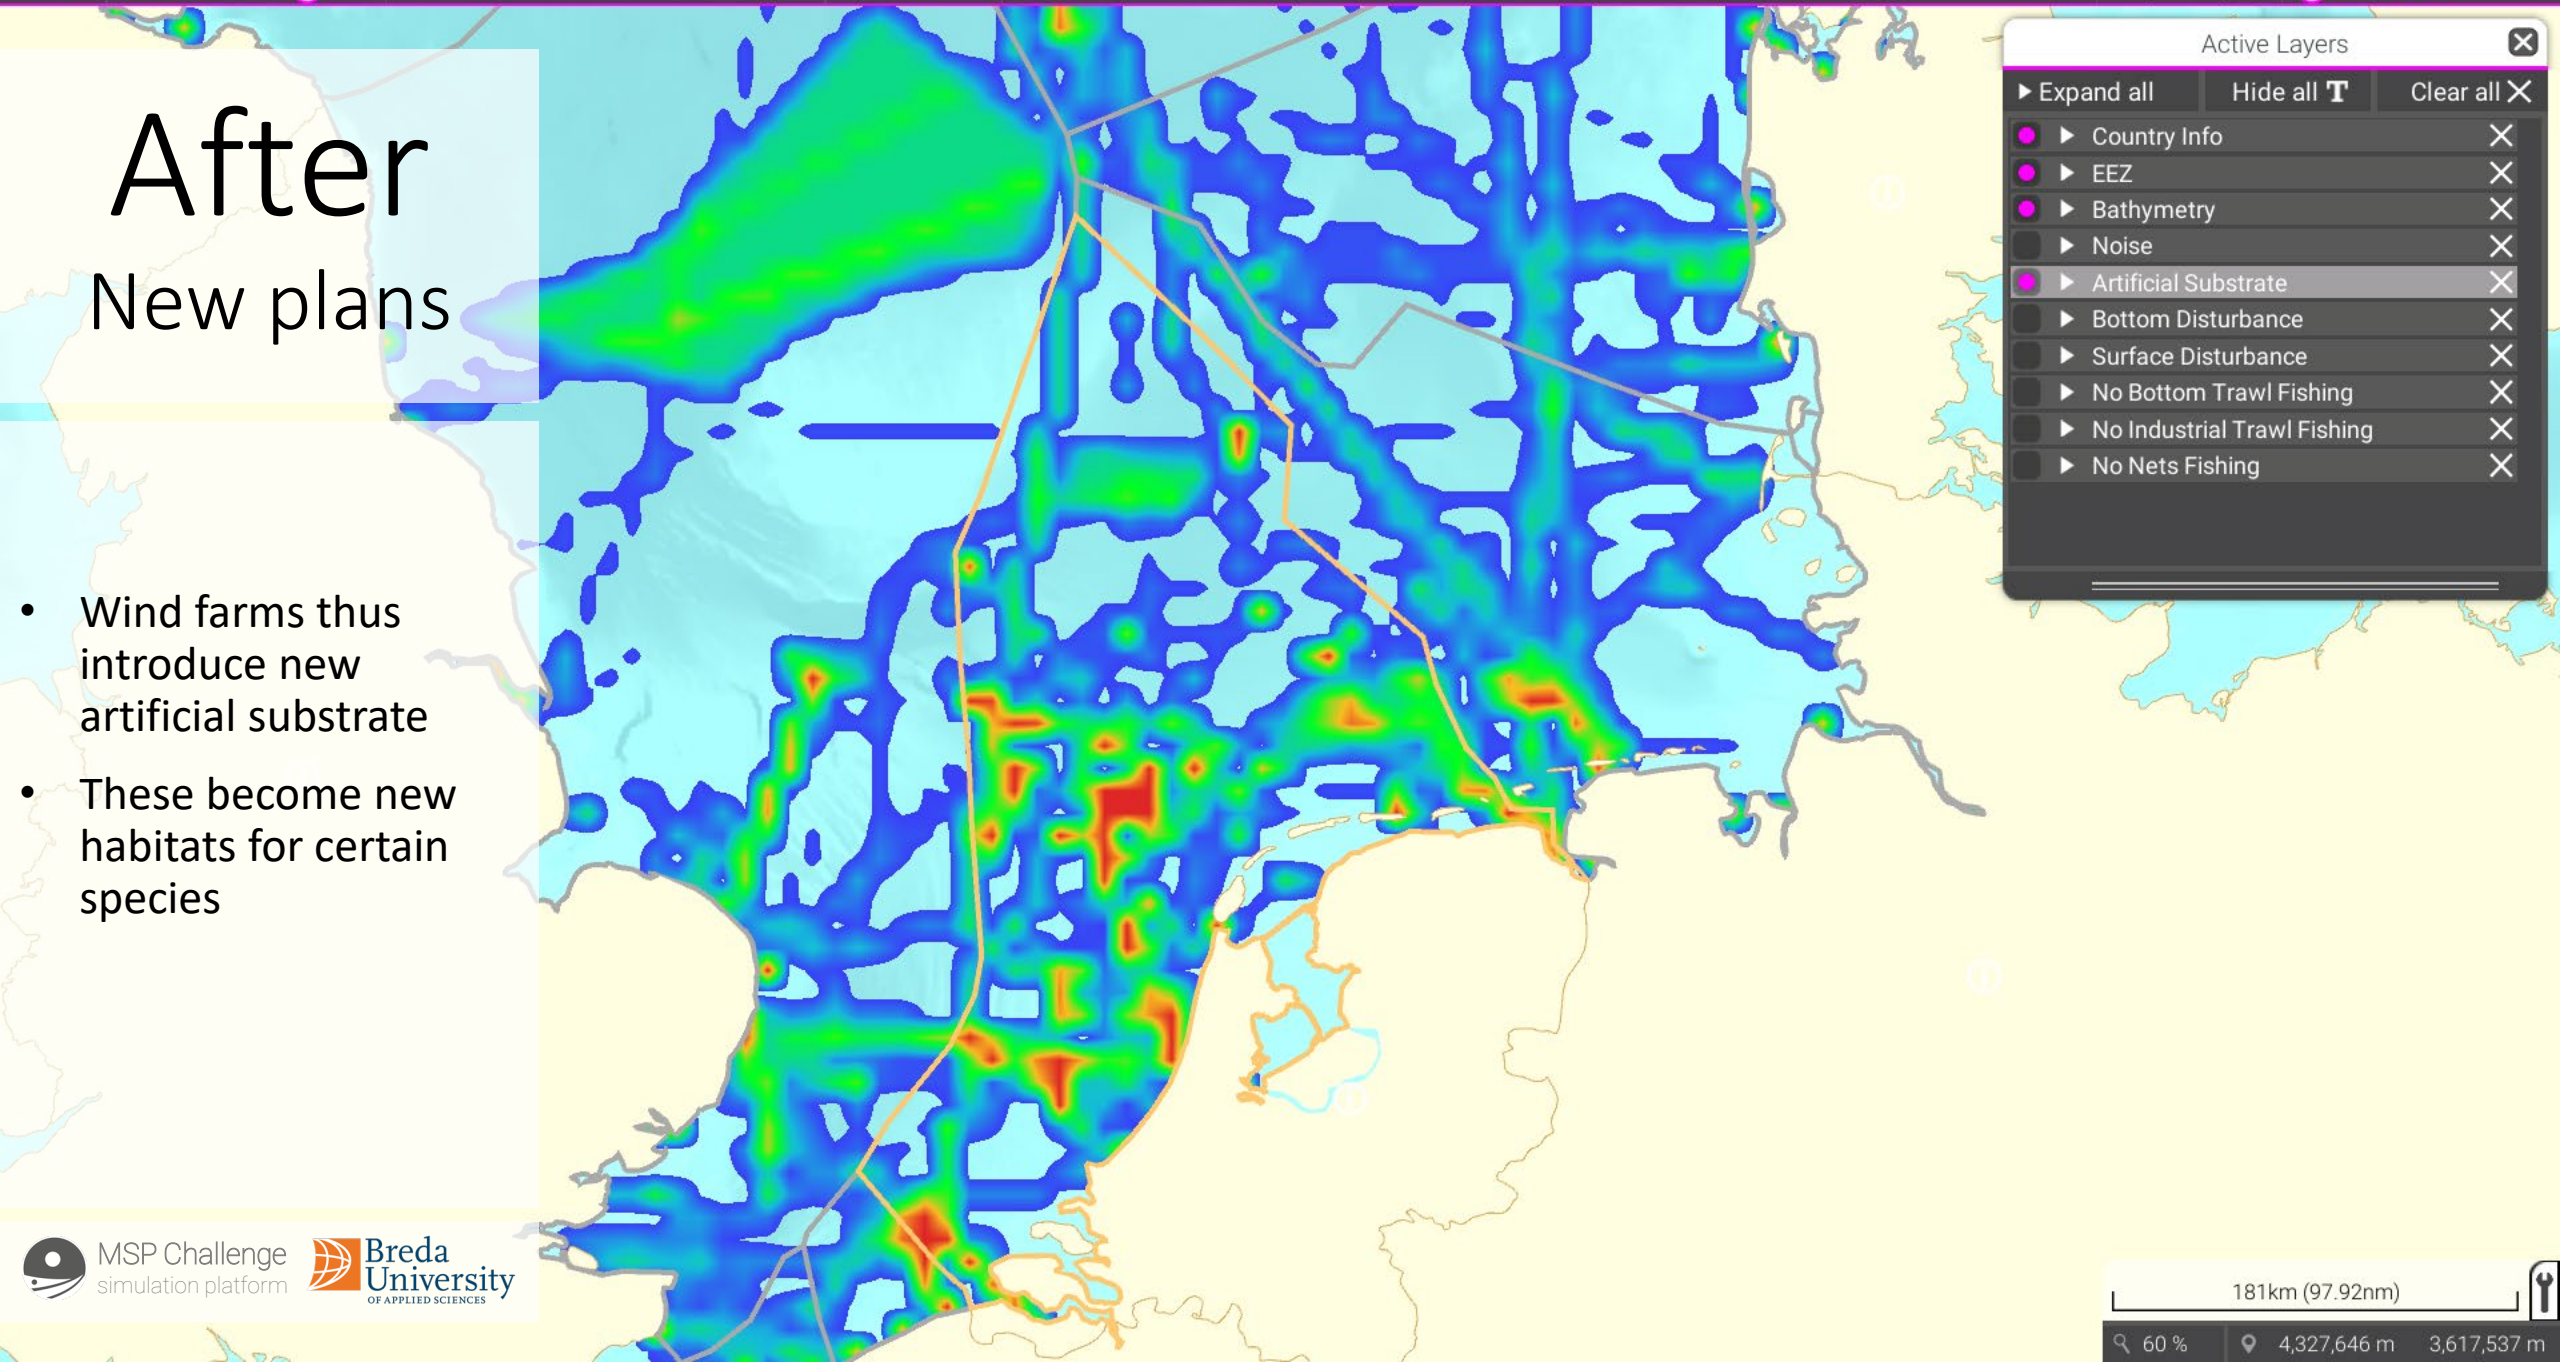 After
New plans
• Wind farms thus
introduce new
artificial substrate
• These become new
habitats for certain
species
MSP Challenge
simulation platform
Breda
University
OF APPLIED SCIENCES
Active Layers
Expand all
Hide all
Clear all
Country Info
EEZ
Bathymetry
Noise
Artificial Substrate
Bottom Disturbance
Surface Disturbance
No Bottom Trawl Fishing
No Industrial Trawl Fishing
No Nets Fishing
181km (97.92nm)
60 % 4,327,646 m 3,617,537 m